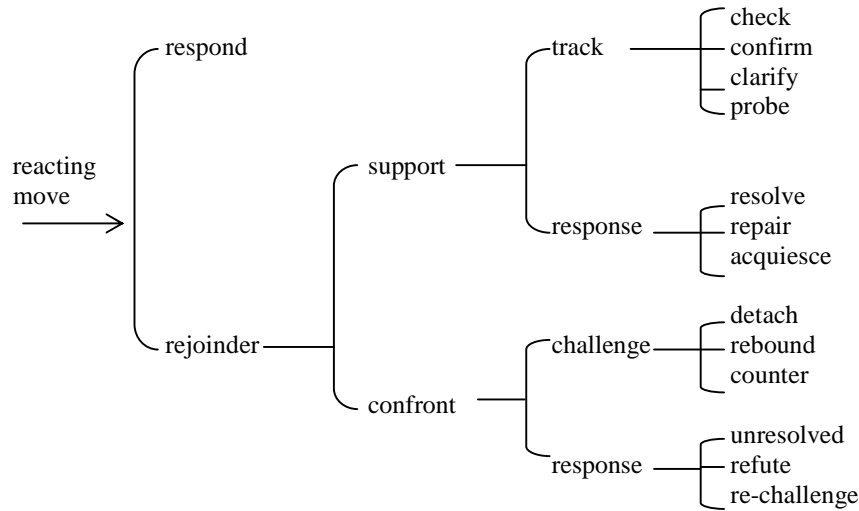 reacting
move
respond
rejoinder
support
confront
track
response
challenge
response
check
confirm
clarify
probe
resolve
repair
acquiesce
detach
rebound
counter
unresolved
refute
re-challenge